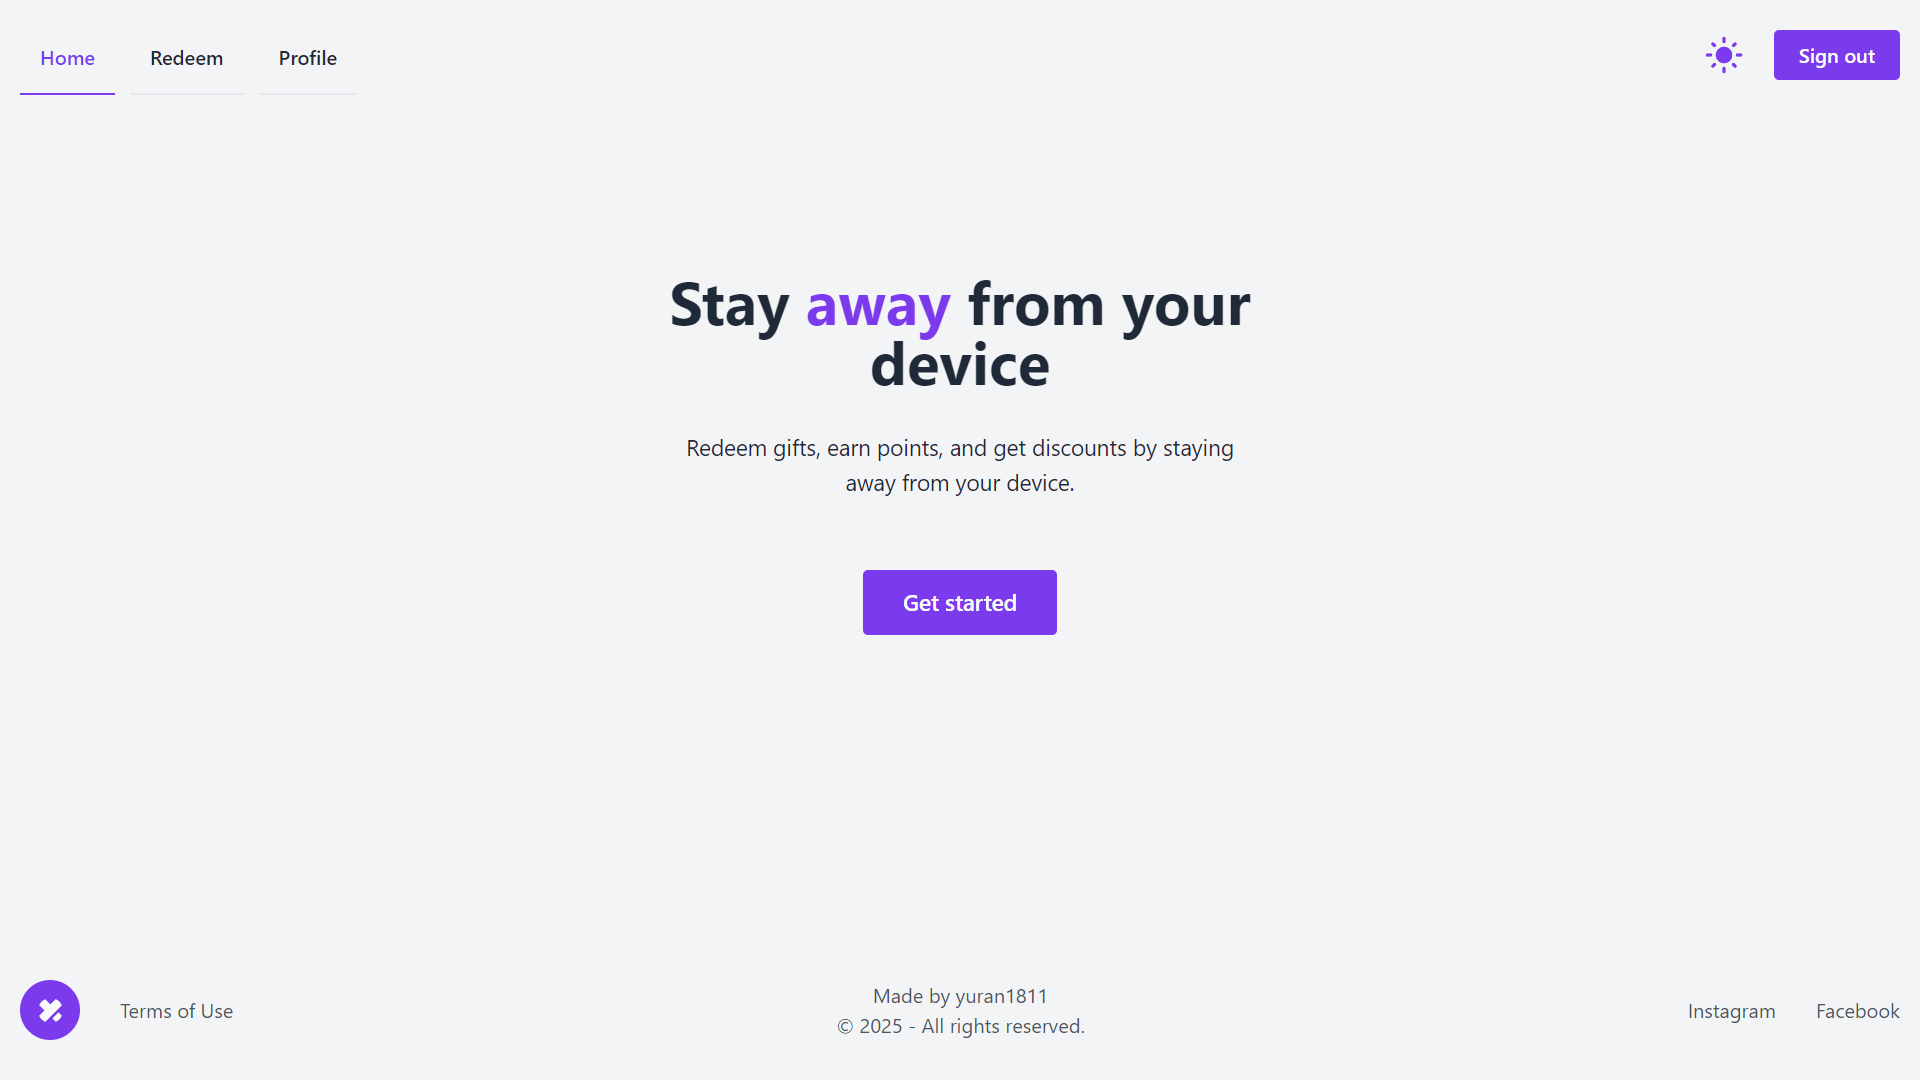 Home
Redeem
Profile
Sign out
Stay away from your
device
Redeem gifts, earn points, and get discounts by staying
away from your device.
Get started
Terms of Use
Made by yuran1811
© 2025 - All rights reserved.
Instagram
Facebook